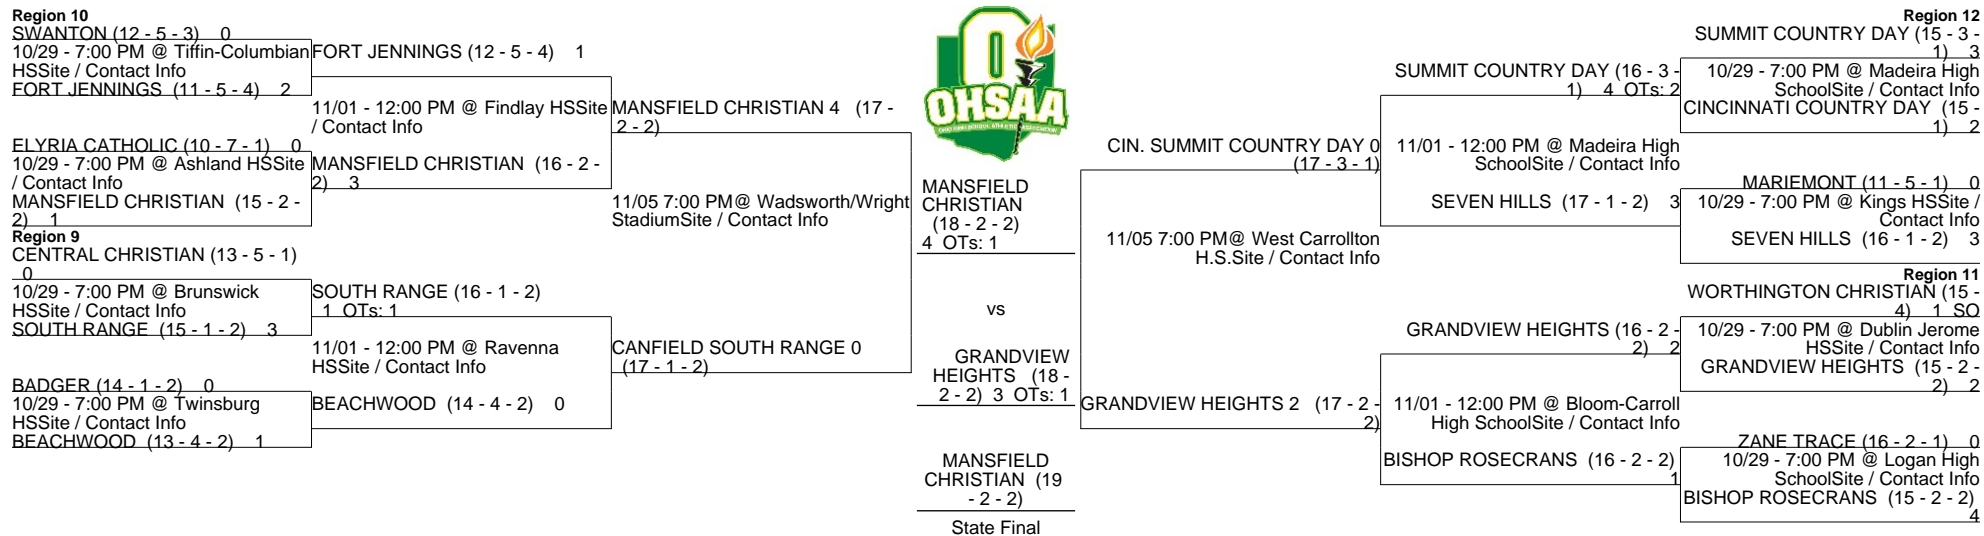 Region 10
SWANTON (12 - 5 - 3) 0
10/29 - 7:00 PM @ Tiffin-Columbian
HSSite / Contact Info
FORT JENNINGS (11 - 5 - 4) 2
ELYRIA CATHOLIC (10 - 7 - 1) 0
10/29 - 7:00 PM @ Ashland HSSite
/ Contact Info
MANSFIELD CHRISTIAN (15 - 2 -
2) 1
Region 9
CENTRAL CHRISTIAN (13 - 5 - 1)
0
10/29 - 7:00 PM @ Brunswick
HSSite / Contact Info
SOUTH RANGE (15 - 1 - 2) 3
BADGER (14 - 1 - 2) 0
10/29 - 7:00 PM @ Twinsburg
HSSite / Contact Info
BEACHWOOD (13 - 4 - 2) 1
FORT JENNINGS (12 - 5 - 4) 1
11/01 - 12:00 PM @ Findlay HSSite
/ Contact Info
MANSFIELD CHRISTIAN (16 - 2 -
2) 3
SOUTH RANGE (16 - 1 - 2)
1 OTs: 1
11/01 - 12:00 PM @ Ravenna
HSSite / Contact Info
BEACHWOOD (14 - 4 - 2) 0
MANSFIELD CHRISTIAN 4 (17 -
2 - 2)
11/05 7:00 PM@ Wadsworth/Wright
StadiumSite / Contact Info
CANFIELD SOUTH RANGE 0
(17 - 1 - 2)
O
OHSAA
MANSFIELD
CHRISTIAN
(18 - 2 - 2)
4 OTs: 1
vs
GRANDVIEW
HEIGHTS (18 -
2 - 2) 3 OTs: 1
MANSFIELD
CHRISTIAN (19
- 2 - 2)
State Final
CIN. SUMMIT COUNTRY DAY 0
(17 - 3 - 1)
11/05 7:00 PM@ West Carrollton
H.S.Site / Contact Info
GRANDVIEW HEIGHTS 2 (17 - 2 -
2)
SUMMIT COUNTRY DAY (16 - 3 -
1) 4 OTs: 2
11/01 - 12:00 PM @ Madeira High
SchoolSite / Contact Info
SEVEN HILLS (17 - 1 - 2) 3
GRANDVIEW HEIGHTS (16 - 2 -
2) 2
11/01 - 12:00 PM @ Bloom-Carroll
High SchoolSite / Contact Info
BISHOP ROSECRANS (16 - 2 - 2)
1
Region 12
SUMMIT COUNTRY DAY (15 - 3 -
1) 3
10/29 - 7:00 PM @ Madeira High
SchoolSite / Contact Info
CINCINNATI COUNTRY DAY (15 -
1) 2
MARIEMONT (11 - 5 - 1) 0
10/29 - 7:00 PM @ Kings HSSite /
Contact Info
SEVEN HILLS (16 - 1 - 2) 3
Region 11
WORTHINGTON CHRISTIAN (15 -
4) 1 SO
10/29 - 7:00 PM @ Dublin Jerome
HSSite / Contact Info
GRANDVIEW HEIGHTS (15 - 2 -
2) 2
ZANE TRACE (16 - 2 - 1) 0
10/29 - 7:00 PM @ Logan High
SchoolSite / Contact Info
BISHOP ROSECRANS (15 - 2 - 2)
4